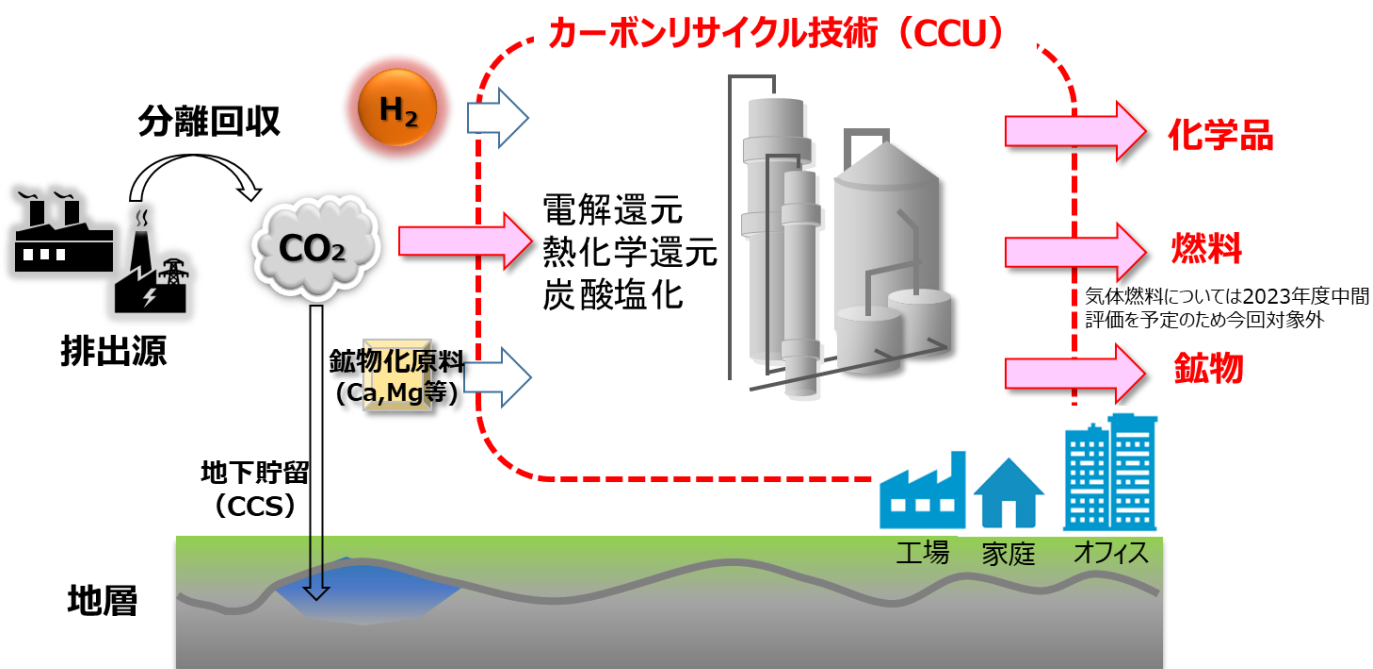 カーボンリサイクル技術（CCU）
H₂
分離回収
化学品
CO₂
電解還元
熱化学還元
炭酸塩化
燃料
気体燃料については2023年度中間
評価を予定のため今回対象外
排出源
鉱物化原料
(Ca,Mg等)
鉱物
地下貯留
（CCS）
工場
家庭
オフィス
地層